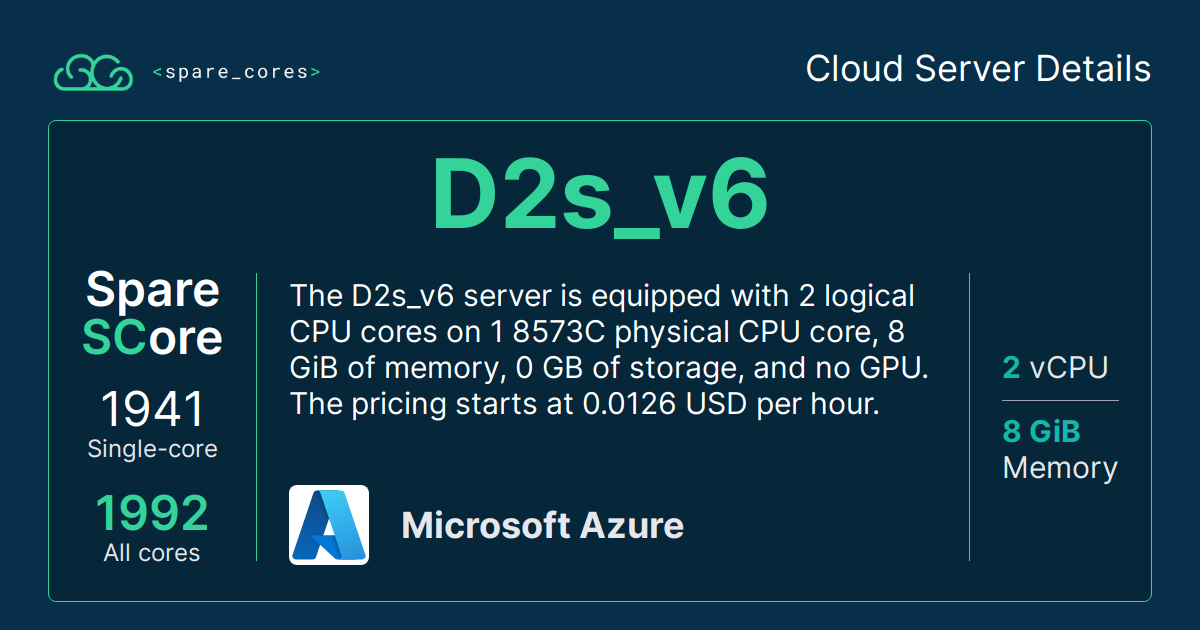 <spare_cores>
Cloud Server Details
D2s_v6
Spare
SCore
1941
Single-core
1992
All cores
The D2s_v6 server is equipped with 2 logical
CPU cores on 1 8573C physical CPU core, 8
GiB of memory, 0 GB of storage, and no GPU.
The pricing starts at 0.0126 USD per hour.
Microsoft Azure
2 vCPU
8 GiB
Memory